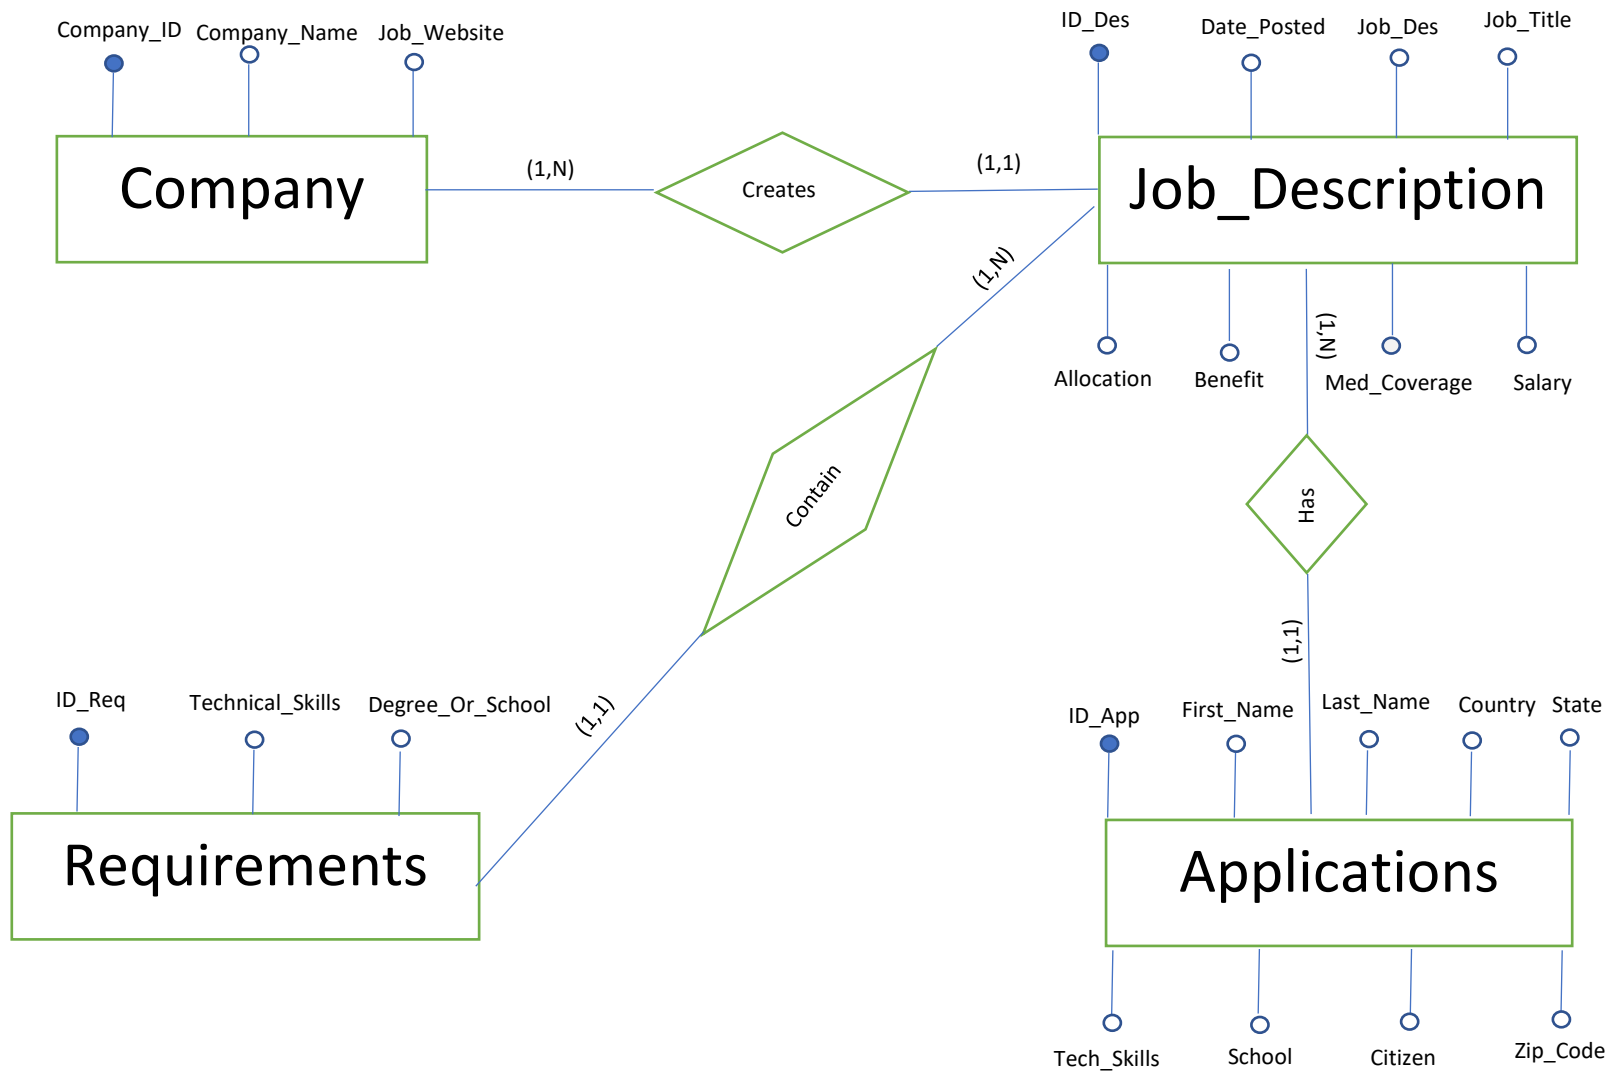 Company_ID
Company_Name
Job_Website
ID_Des
Date_Posted
Job_Des
Job_Title
Company
(1,N)
Creates
(1,1)
Job_Description
(1,N)
(1,N)
Allocation
Benefit
Med_Coverage
Salary
Contain
Has
(1,1)
(1,1)
ID_Req
Technical_Skills
Degree_Or_School
ID_App
First_Name
Last_Name
Country
State
Requirements
Applications
Tech_Skills
School
Citizen
Zip_Code